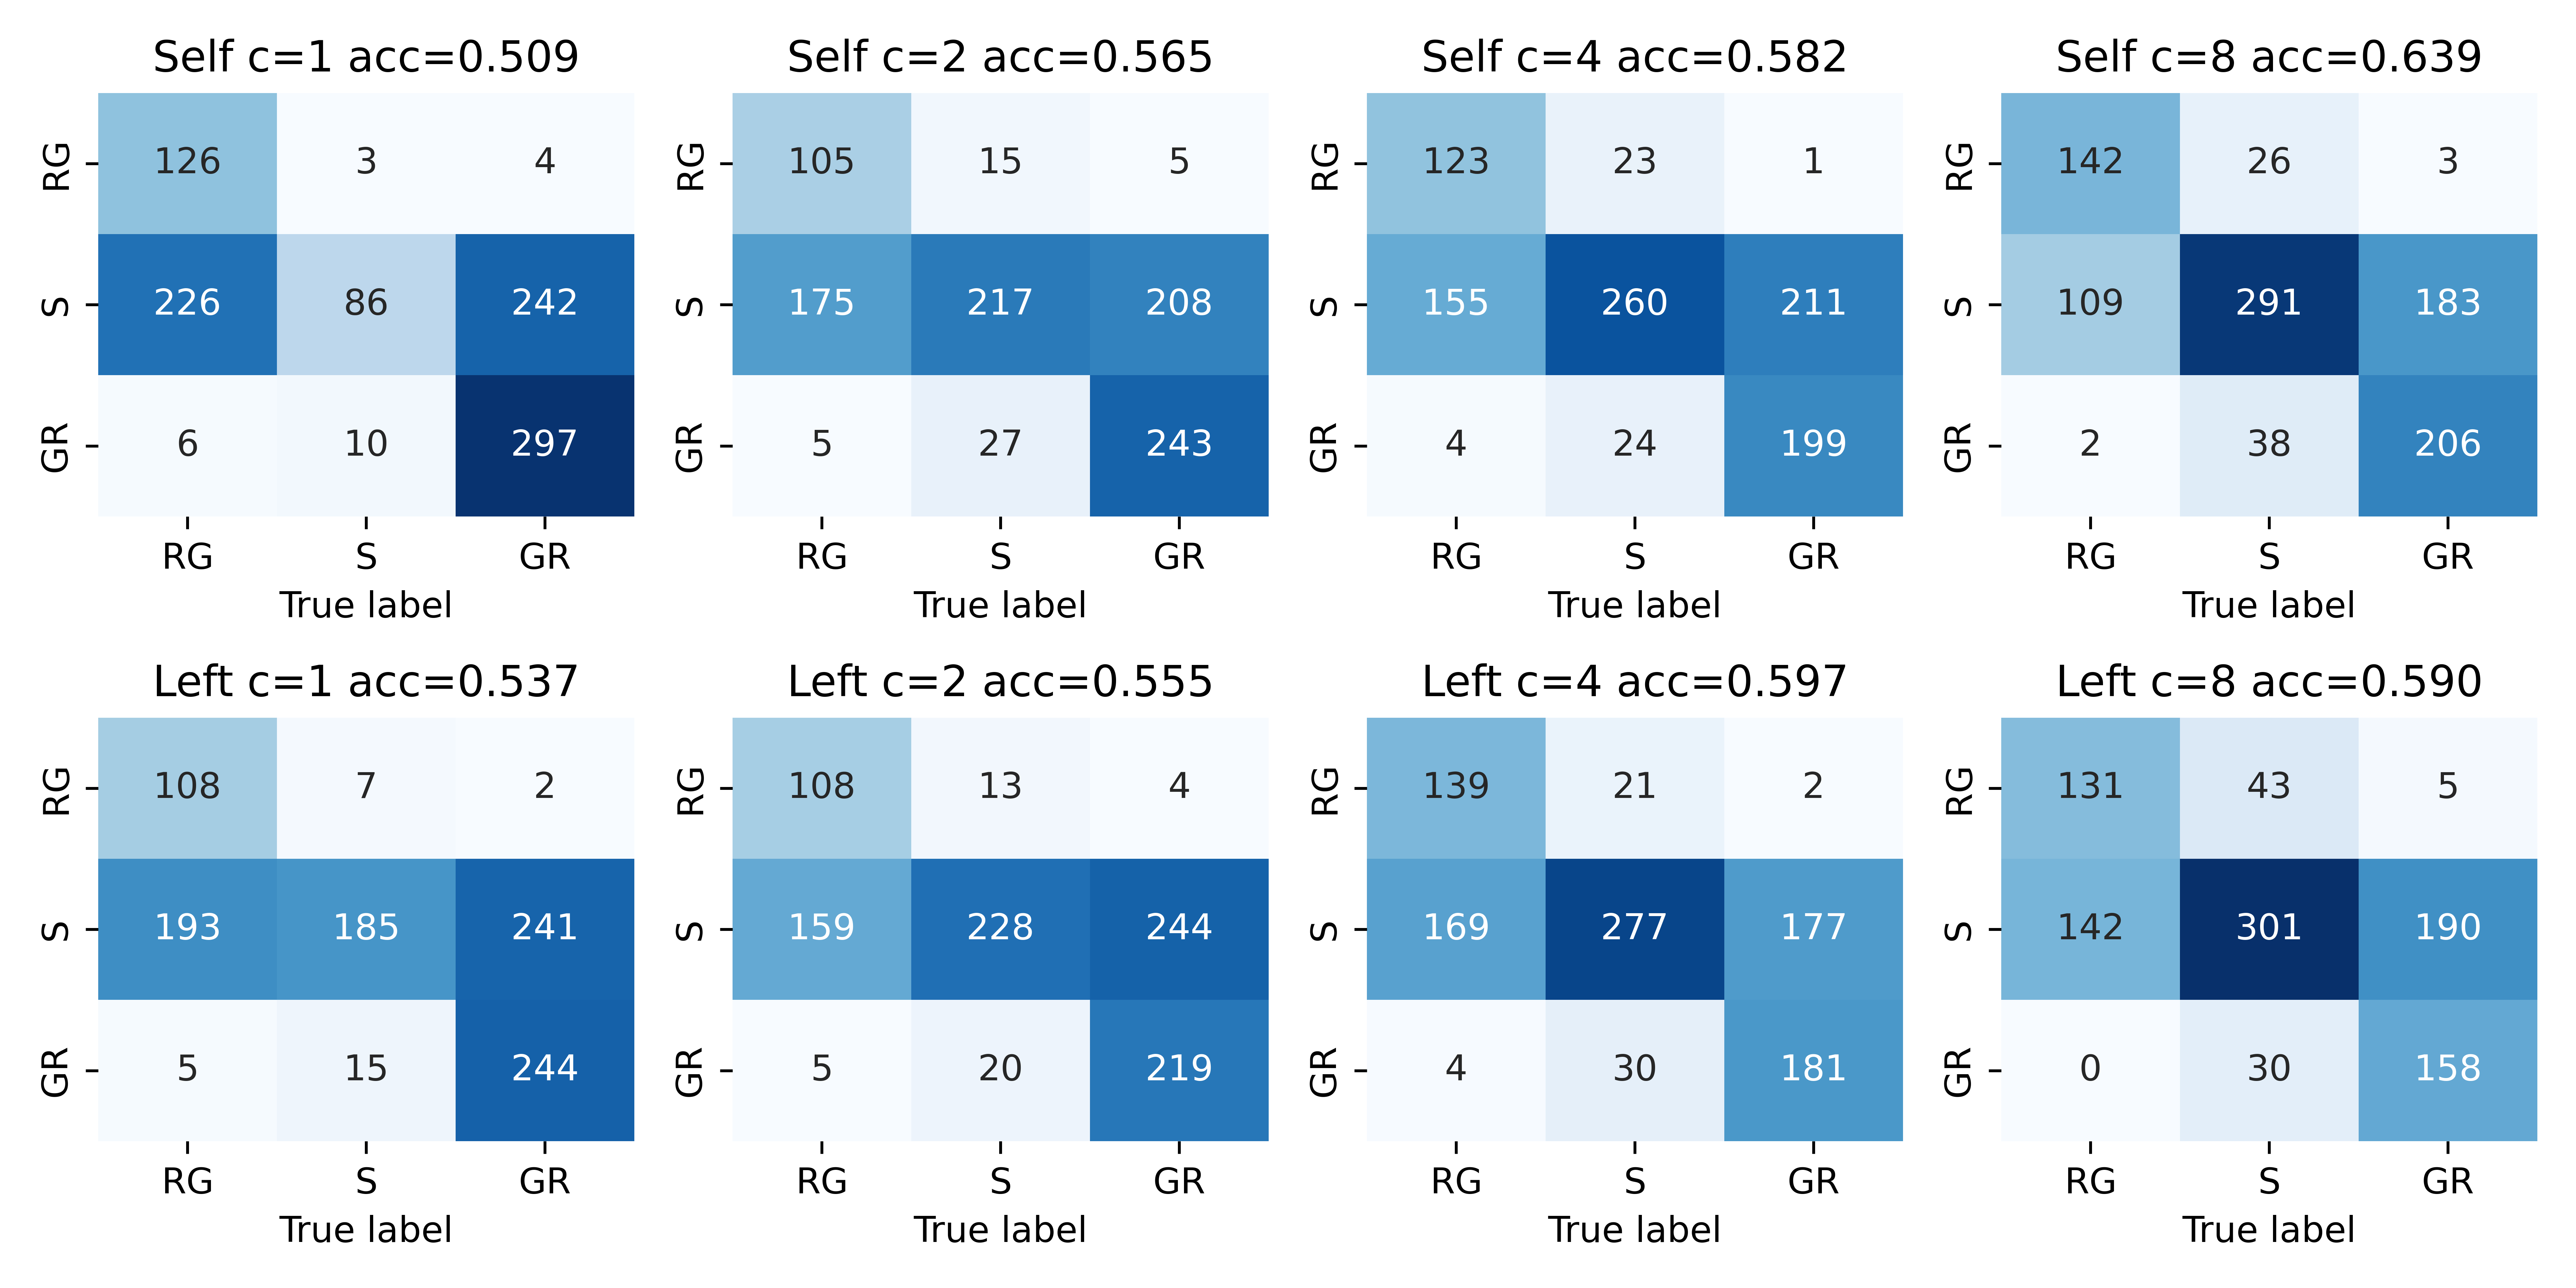 Self c=1 acc=0.509
Self c=2 acc=0.565
Self c=4 acc=0.582
Self c=8 acc=0.639
RG 126 3 4
S 226 86 242
GR 6 10 297
RG S GR
True label
RG 105 15 5
S 175 217 208
GR 5 27 243
RG S GR
True label
RG 123 23 1
S 155 260 211
GR 4 24 199
RG S GR
True label
RG 142 26 3
S 109 291 183
GR 2 38 206
RG S GR
True label
Left c=1 acc=0.537
Left c=2 acc=0.555
Left c=4 acc=0.597
Left c=8 acc=0.590
RG 108 7 2
S 193 185 241
GR 5 15 244
RG S GR
True label
RG 108 13 4
S 159 228 244
GR 5 20 219
RG S GR
True label
RG 139 21 2
S 169 277 177
GR 4 30 181
RG S GR
True label
RG 131 43 5
S 142 301 190
GR 0 30 158
RG S GR
True label